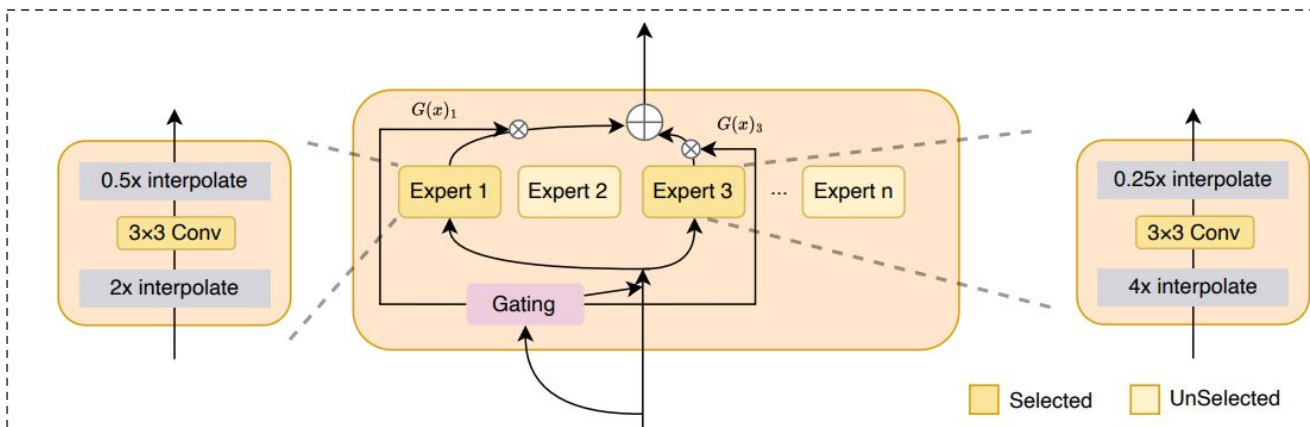 G(x)₁
G(x)₃
0.5x interpolate
3×3 Conv
2x interpolate
Expert 1
Expert 2
Expert 3
...
Expert n
Gating
0.25x interpolate
3×3 Conv
4x interpolate
Selected
UnSelected